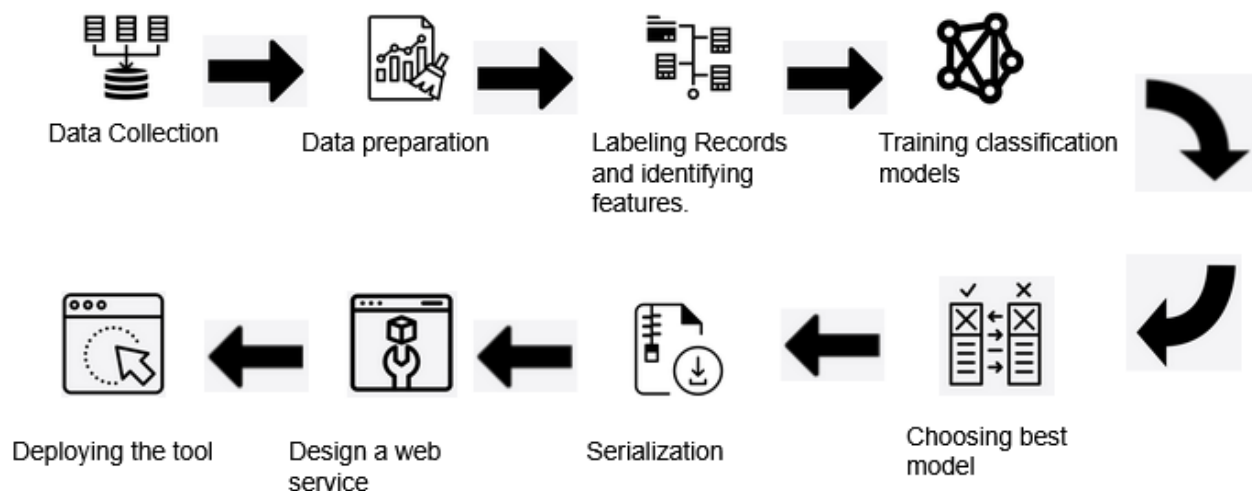 Data Collection
Data preparation
Labeling Records
and identifying
features.
Training classification
models
Choosing best
model
Serialization
Design a web
service
Deploying the tool